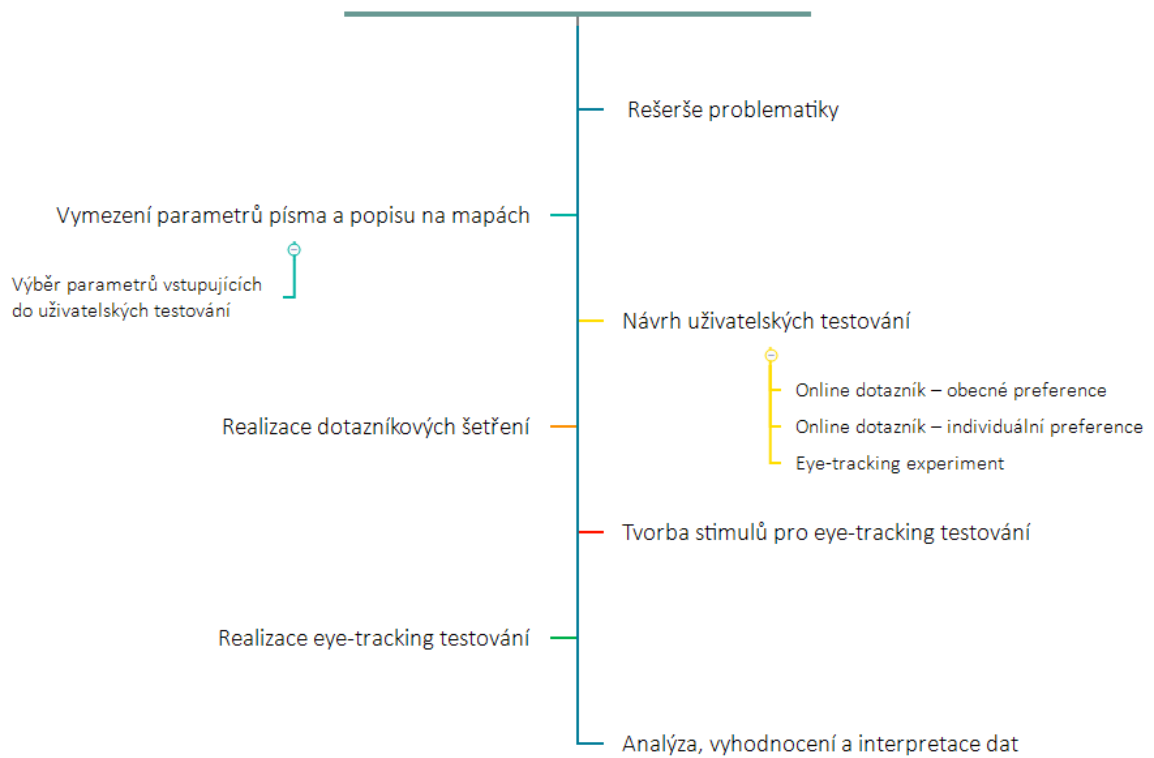 Rešerše problematiky
Vymezení parametrů písma a popisu na mapách
Výběr parametrů vstupujících
do uživatelských testování
Návrh uživatelských testování
Online dotazník – obecné preference
Online dotazník – individuální preference
Eye-tracking experiment
Realizace dotazníkových šetření
Tvorba stimulů pro eye-tracking testování
Realizace eye-tracking testování
Analýza, vyhodnocení a interpretace dat